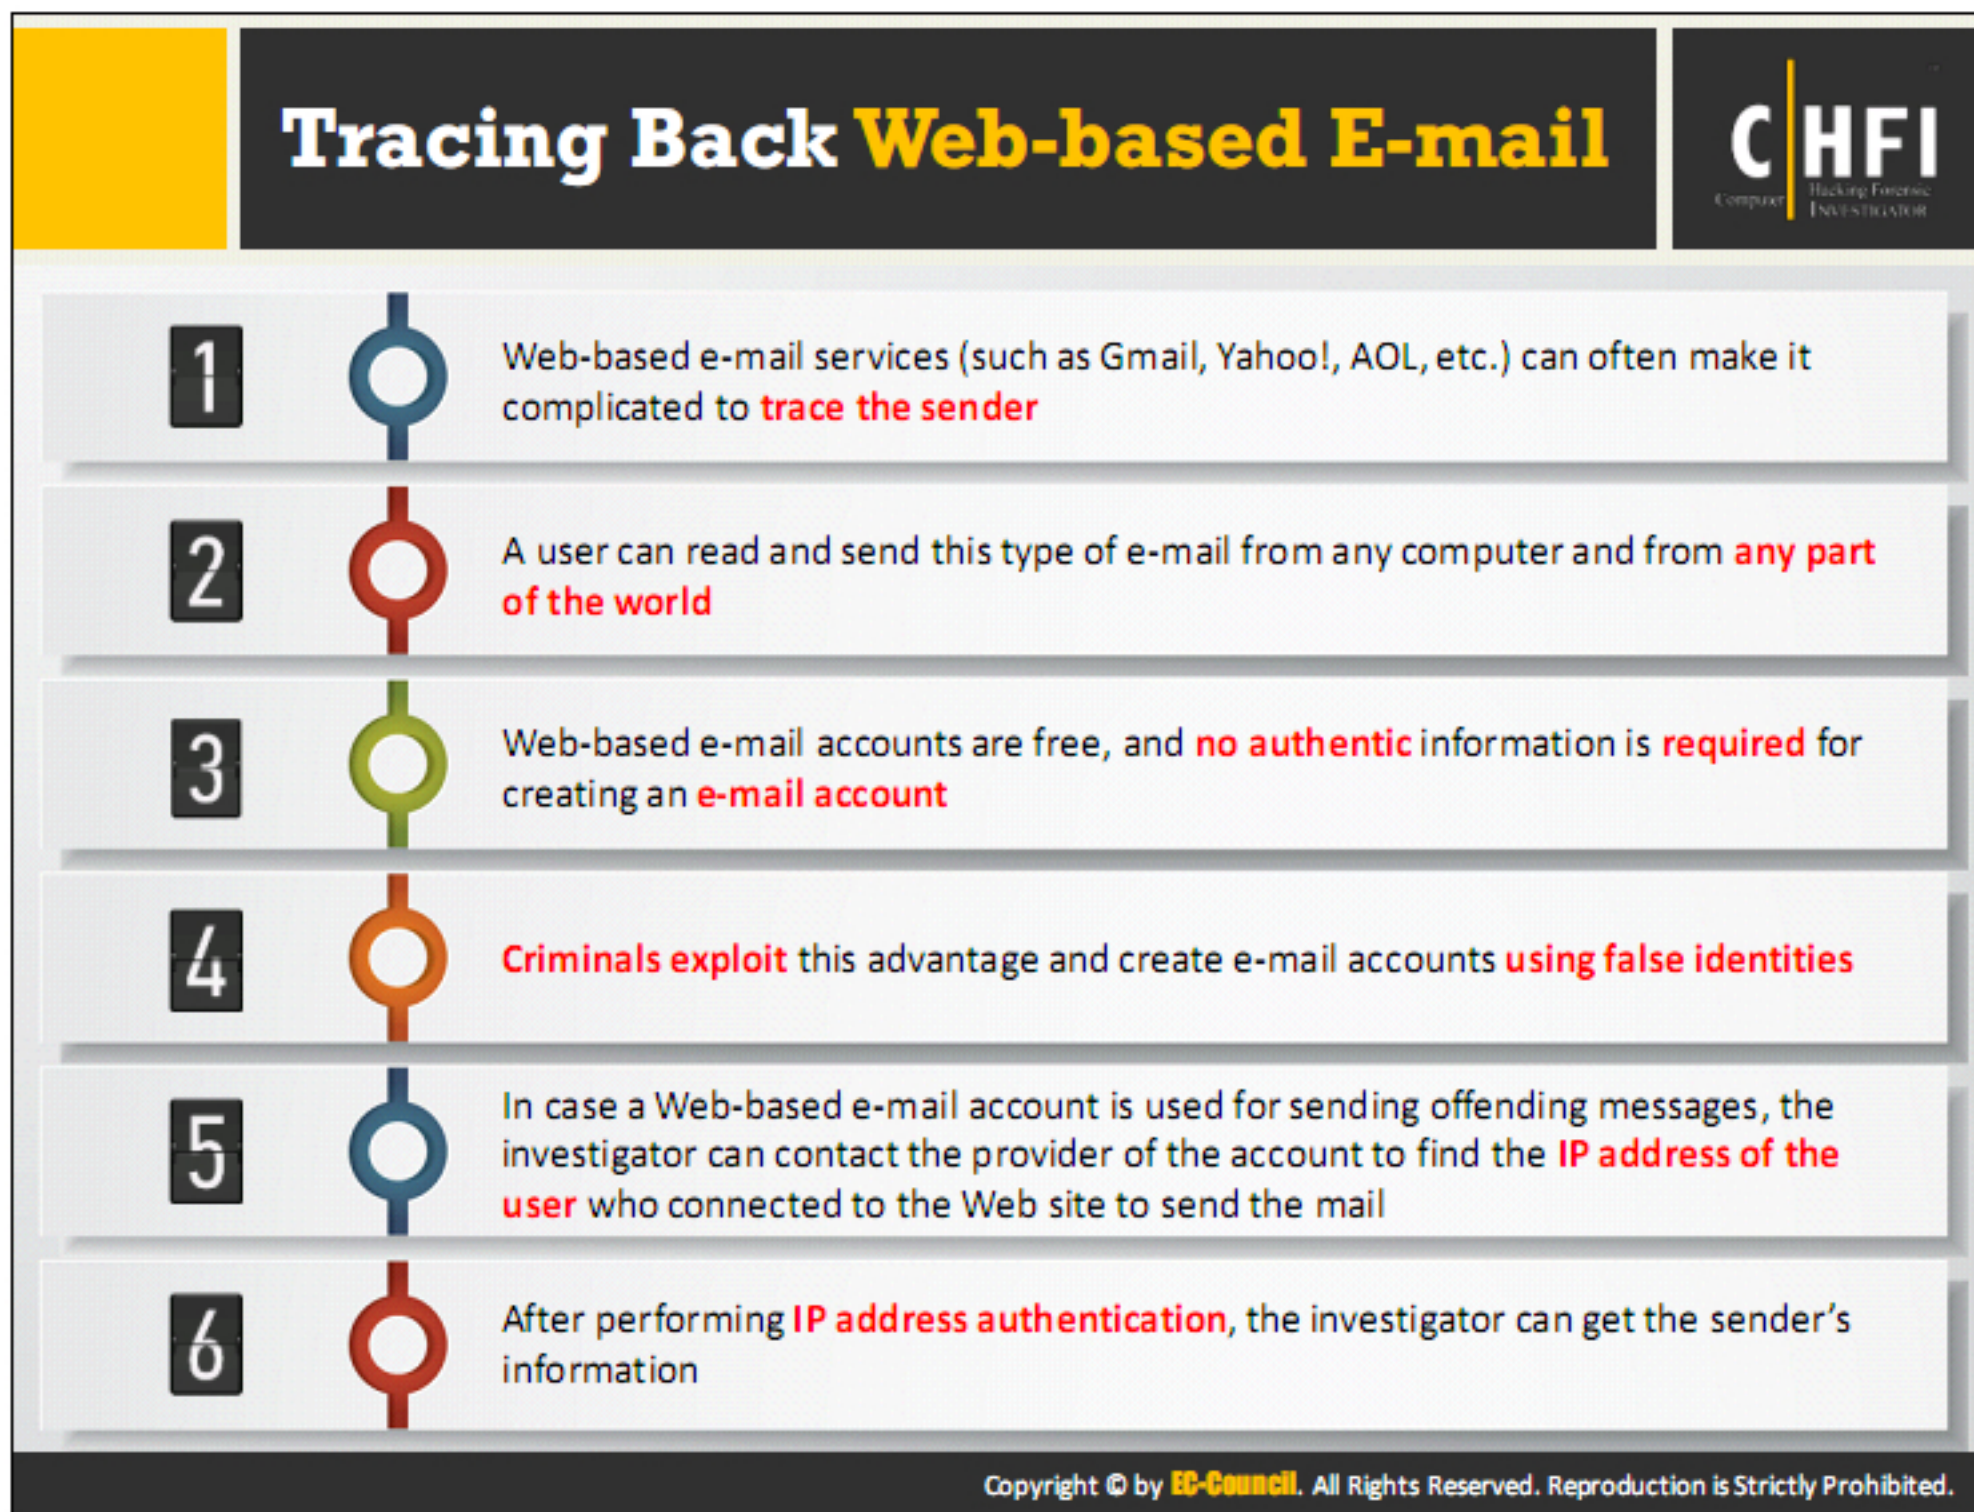 Tracing Back Web-based E-mail
C HFI
Computer
Hacking Forensic
INVESTIGATOR
1
Web-based e-mail services (such as Gmail, Yahoo!, AOL, etc.) can often make it
complicated to trace the sender
2
A user can read and send this type of e-mail from any computer and from any part
of the world
3
Web-based e-mail accounts are free, and no authentic information is required for
creating an e-mail account
4
Criminals exploit this advantage and create e-mail accounts using false identities
5
In case a Web-based e-mail account is used for sending offending messages, the
investigator can contact the provider of the account to find the IP address of the
user who connected to the Web site to send the mail
6
After performing IP address authentication, the investigator can get the sender's
information
Copyright © by EC-Council. All Rights Reserved. Reproduction is Strictly Prohibited.